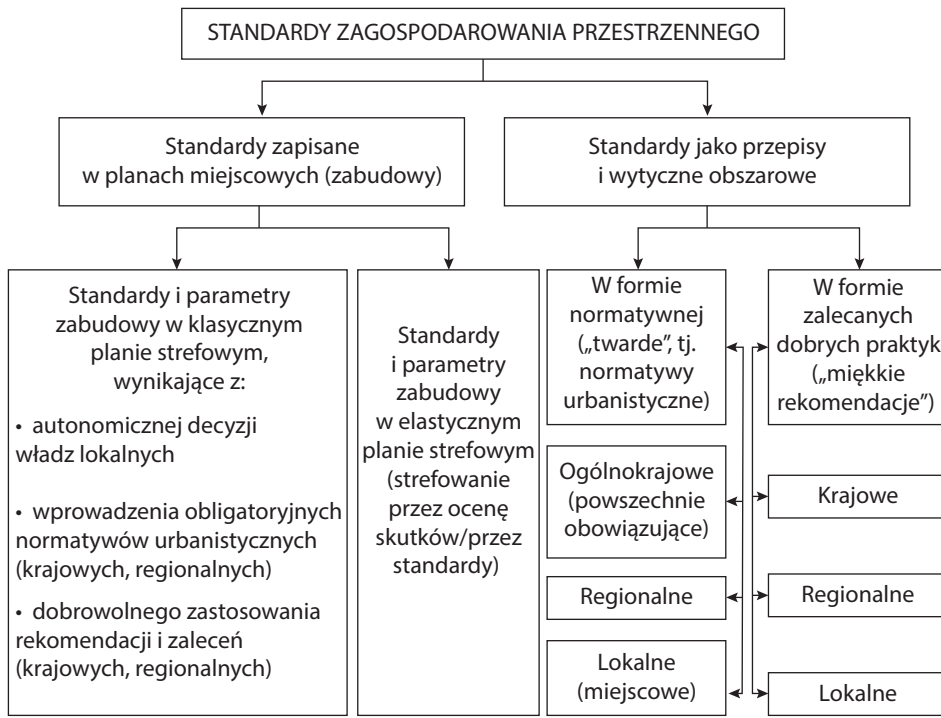 STANDARDY ZAGOSPODAROWANIA PRZESTRZENNEGO
Standardy zapisane
w planach miejscowych (zabudowy)
Standardy jako przepisy
i wytyczne obszarowe
Standardy i parametry
zabudowy w klasycznym
planie strefowym,
wynikające z:
• autonomicznej decyzji
władz lokalnych
• wprowadzenia obligatoryjnych
normatywów urbanistycznych
(krajowych, regionalnych)
• dobrowolnego zastosowania
rekomendacji i zaleceń
(krajowych, regionalnych)
Standardy
i parametry
zabudowy
w elastycznym
planie strefowym
(strefowanie
przez ocenę
skutków/przez
standardy)
W formie
normatywnej
(„twarde”, tj.
normatywy
urbanistyczne)
Ogólnokrajowe
(powszechnie
obowiązujące)
Regionalne
Lokalne
(miejscowe)
W formie
zalecanych
dobrych praktyk
(„miękkie
rekomendacje”)
Krajowe
Regionalne
Lokalne